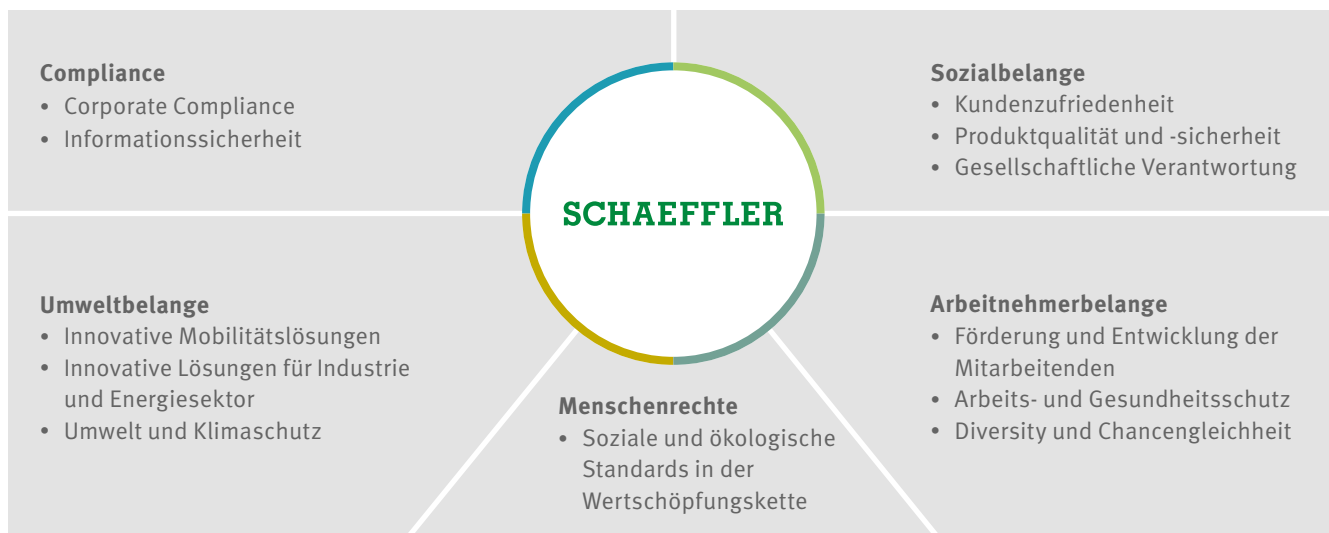 Compliance
• Corporate Compliance
• Informationssicherheit
Sozialbelange
• Kundenzufriedenheit
• Produktqualität und -sicherheit
• Gesellschaftliche Verantwortung
SCHAEFFLER
Umweltbelange
• Innovative Mobilitätslösungen
• Innovative Lösungen für Industrie
und Energiesektor
• Umwelt und Klimaschutz
Menschenrechte
• Soziale und ökologische
Standards in der
Wertschöpfungskette
Arbeitnehmerbelange
• Förderung und Entwicklung der
Mitarbeitenden
• Arbeits- und Gesundheitsschutz
• Diversity und Chancengleichheit